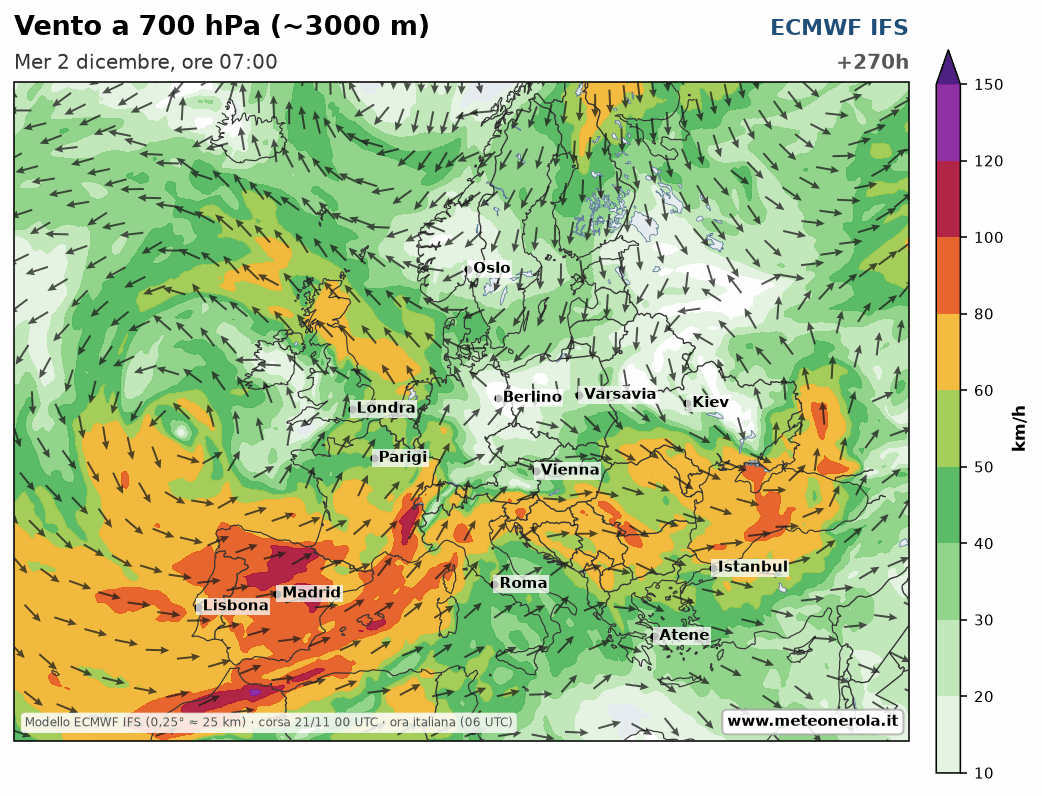 Vento a 700 hPa (~3000 m)
ECMWF IFS
Mer 2 dicembre, ore 07:00
+270h
150
120
100
80
60
50
40
30
20
10
km/h
Oslo
Londra
Berlino
Varsavia
Kiev
Parigi
Vienna
Istanbul
Roma
Madrid
Lisbona
Atene
Modello ECMWF IFS (0,25° ≈ 25 km) · corsa 21/11 00 UTC · ora italiana (06 UTC)
www.meteonerola.it